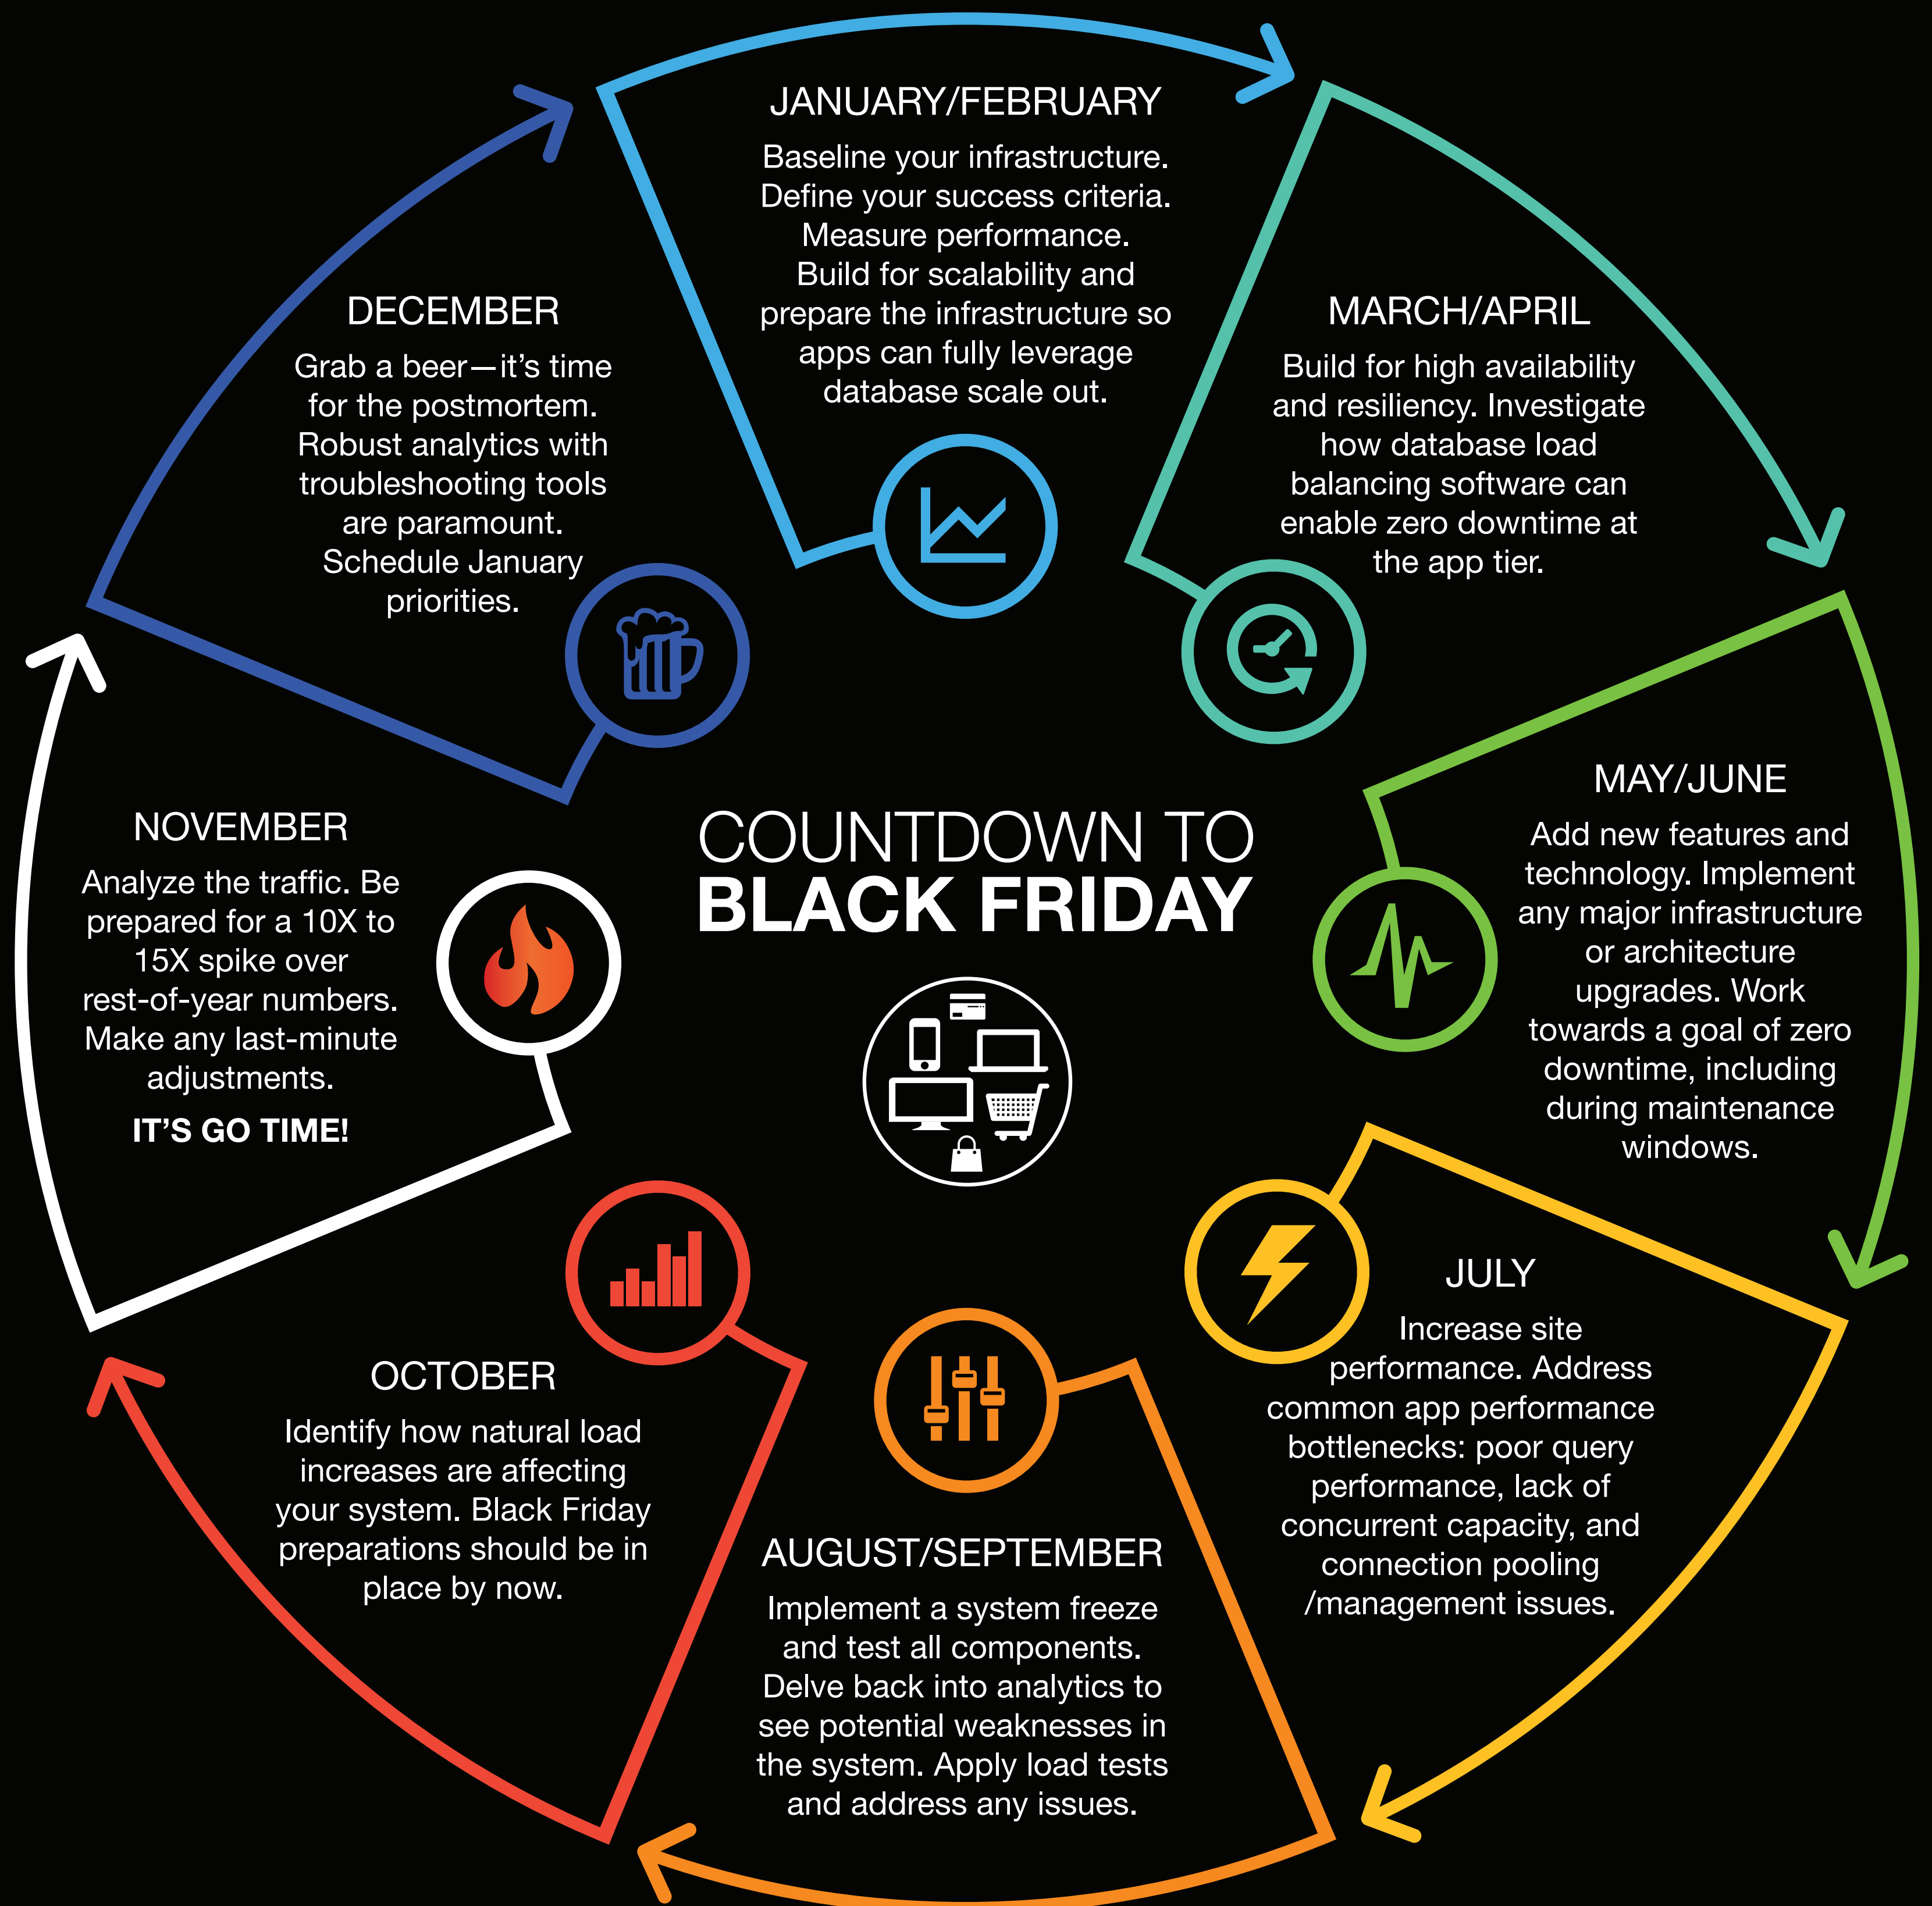 COUNTDOWN TO
BLACK FRIDAY
JANUARY/FEBRUARY
Baseline your infrastructure.
Define your success criteria.
Measure performance.
Build for scalability and
prepare the infrastructure so
apps can fully leverage
database scale out.
MARCH/APRIL
Build for high availability
and resiliency. Investigate
how database load
balancing software can
enable zero downtime at
the app tier.
MAY/JUNE
Add new features and
technology. Implement
any major infrastructure
or architecture
upgrades. Work
towards a goal of zero
downtime, including
during maintenance
windows.
JULY
Increase site
performance. Address
common app performance
bottlenecks: poor query
performance, lack of
concurrent capacity, and
connection pooling
/management issues.
AUGUST/SEPTEMBER
Implement a system freeze
and test all components.
Delve back into analytics to
see potential weaknesses in
the system. Apply load tests
and address any issues.
OCTOBER
Identify how natural load
increases are affecting
your system. Black Friday
preparations should be in
place by now.
NOVEMBER
Analyze the traffic. Be
prepared for a 10X to
15X spike over
rest-of-year numbers.
Make any last-minute
adjustments.
IT’S GO TIME!
DECEMBER
Grab a beer—it’s time
for the postmortem.
Robust analytics with
troubleshooting tools
are paramount.
Schedule January
priorities.